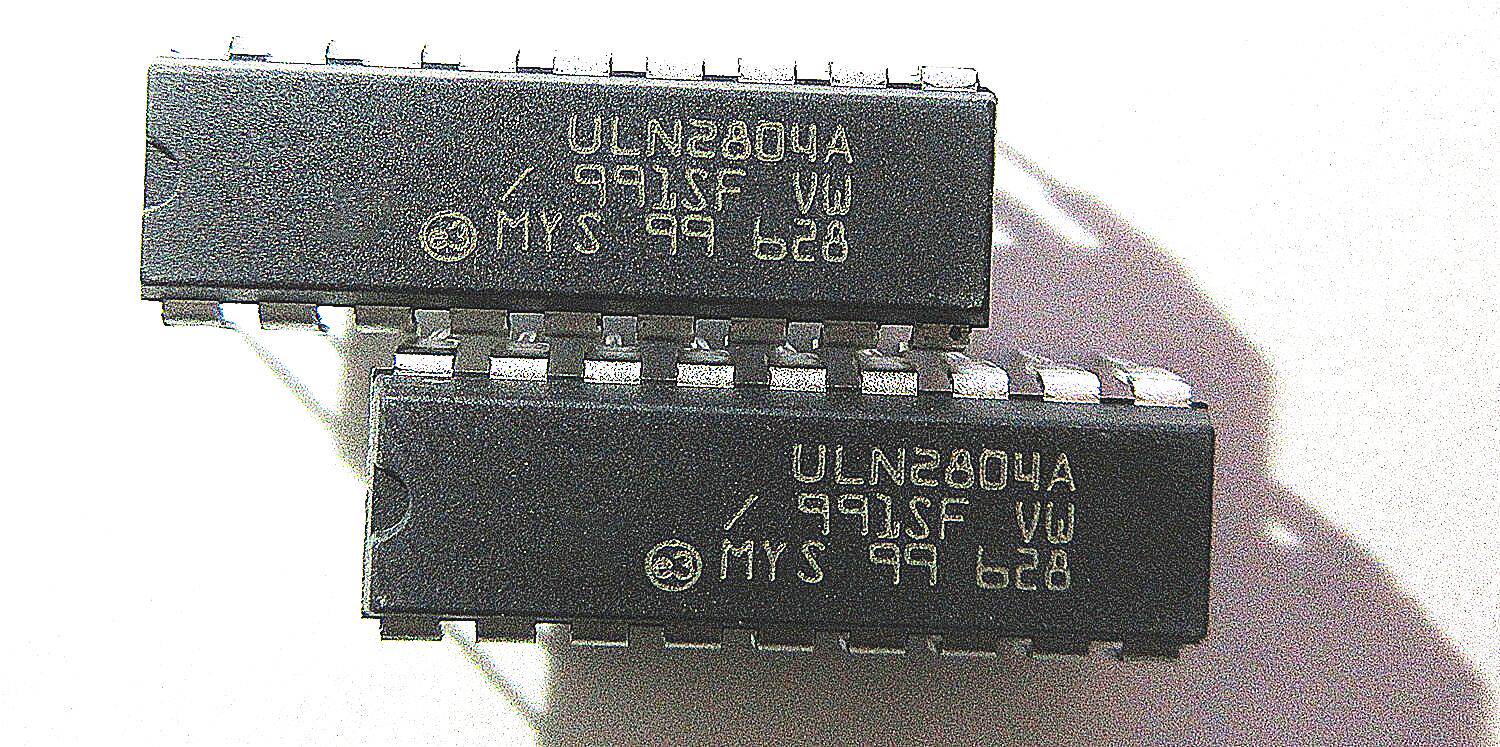 ULN2804A
/ 991SF VW
e3 MYS 99 628
ULN2804A
/ 991SF VW
e3 MYS 99 628